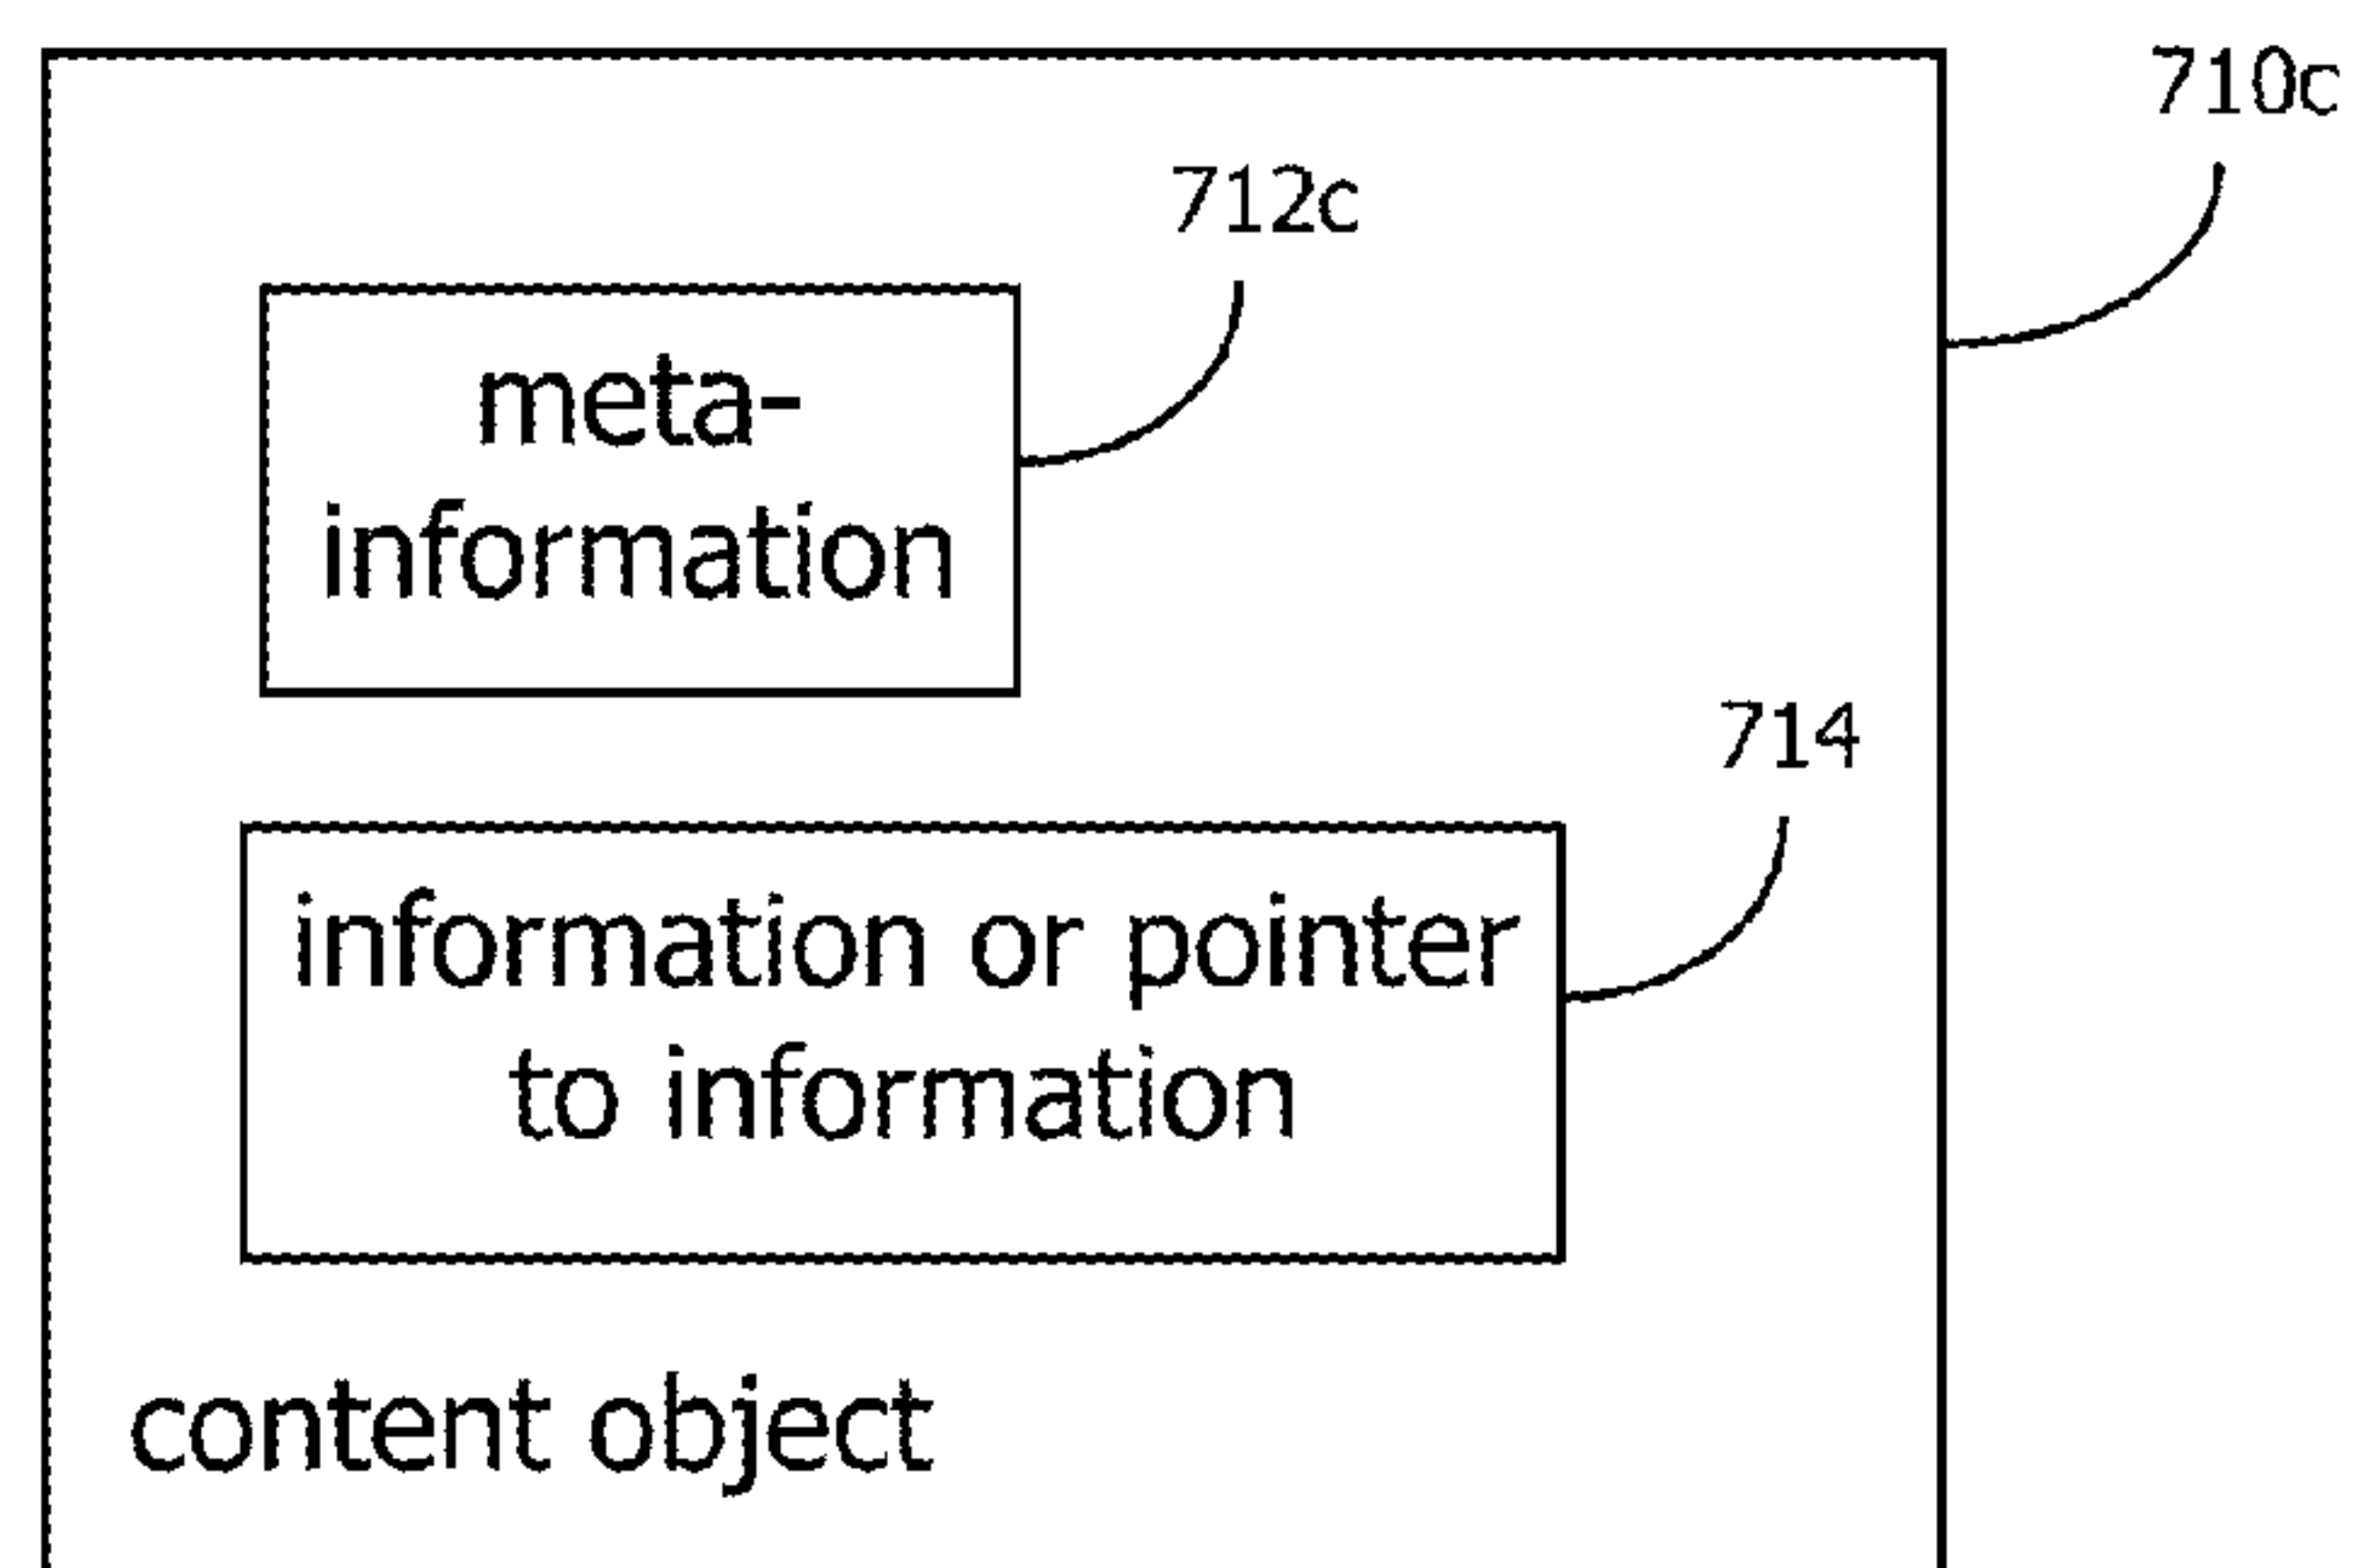 710c
712c
meta-
information
714
information or pointer
to information
content object